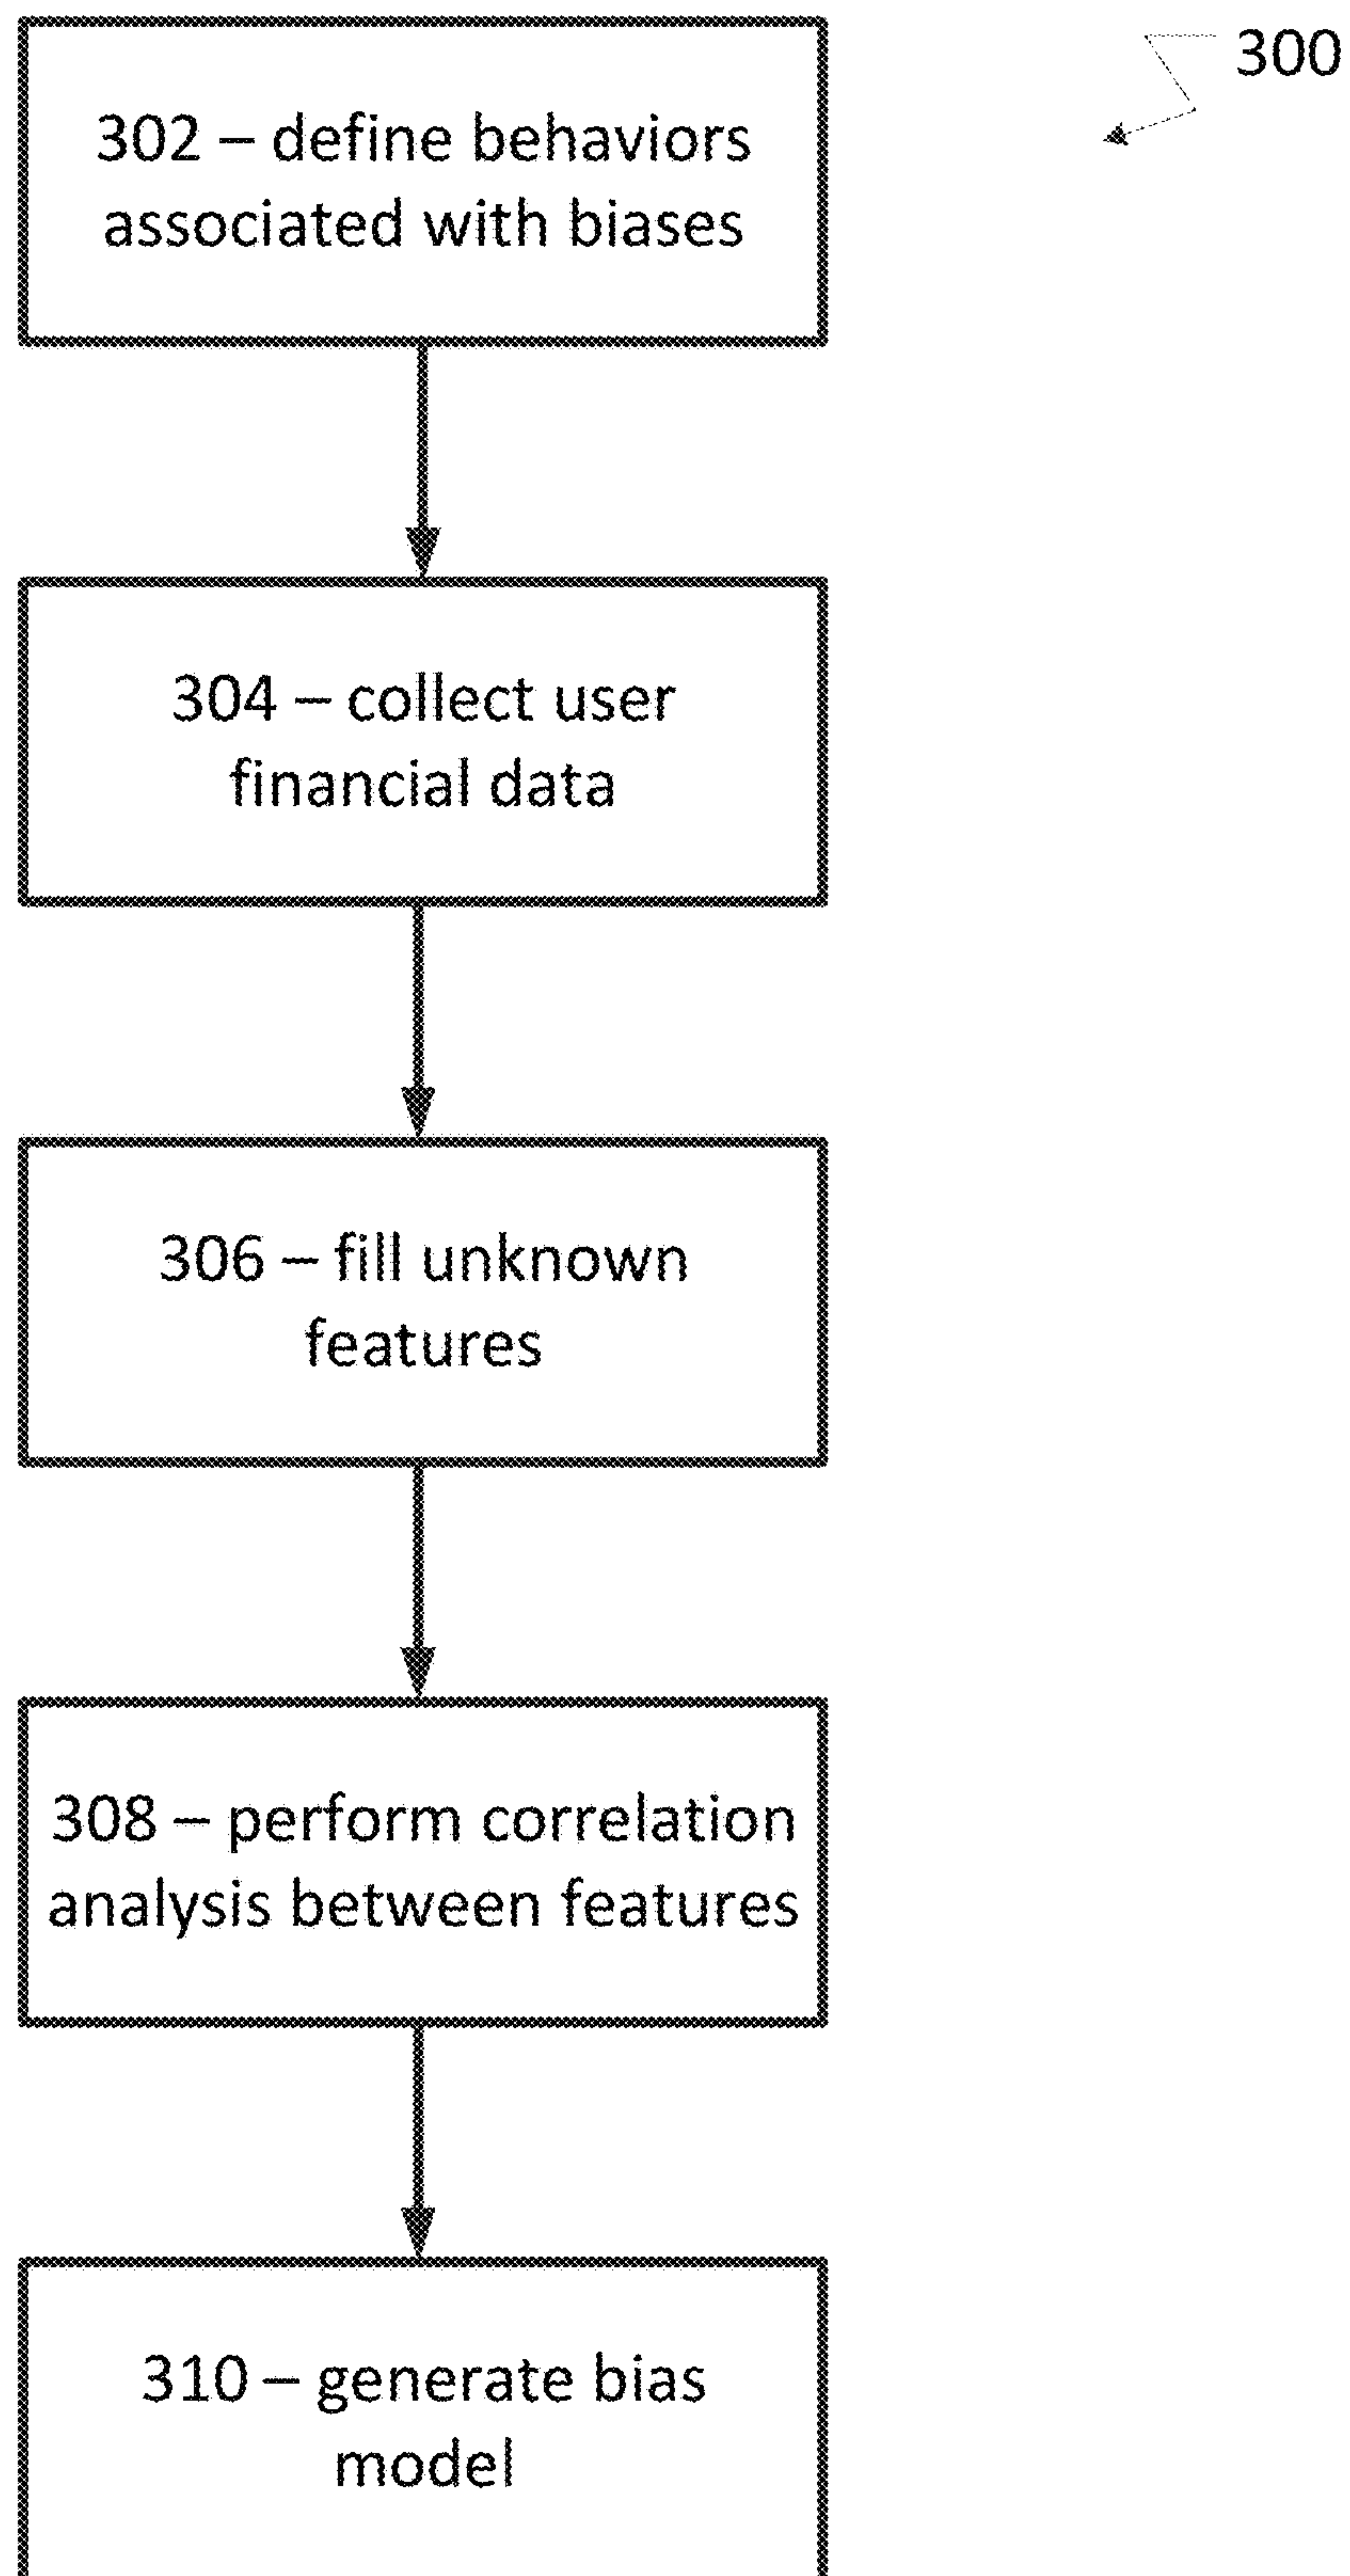 300
302 – define behaviors
associated with biases
304 – collect user
financial data
306 – fill unknown
features
308 – perform correlation
analysis between features
310 – generate bias
model